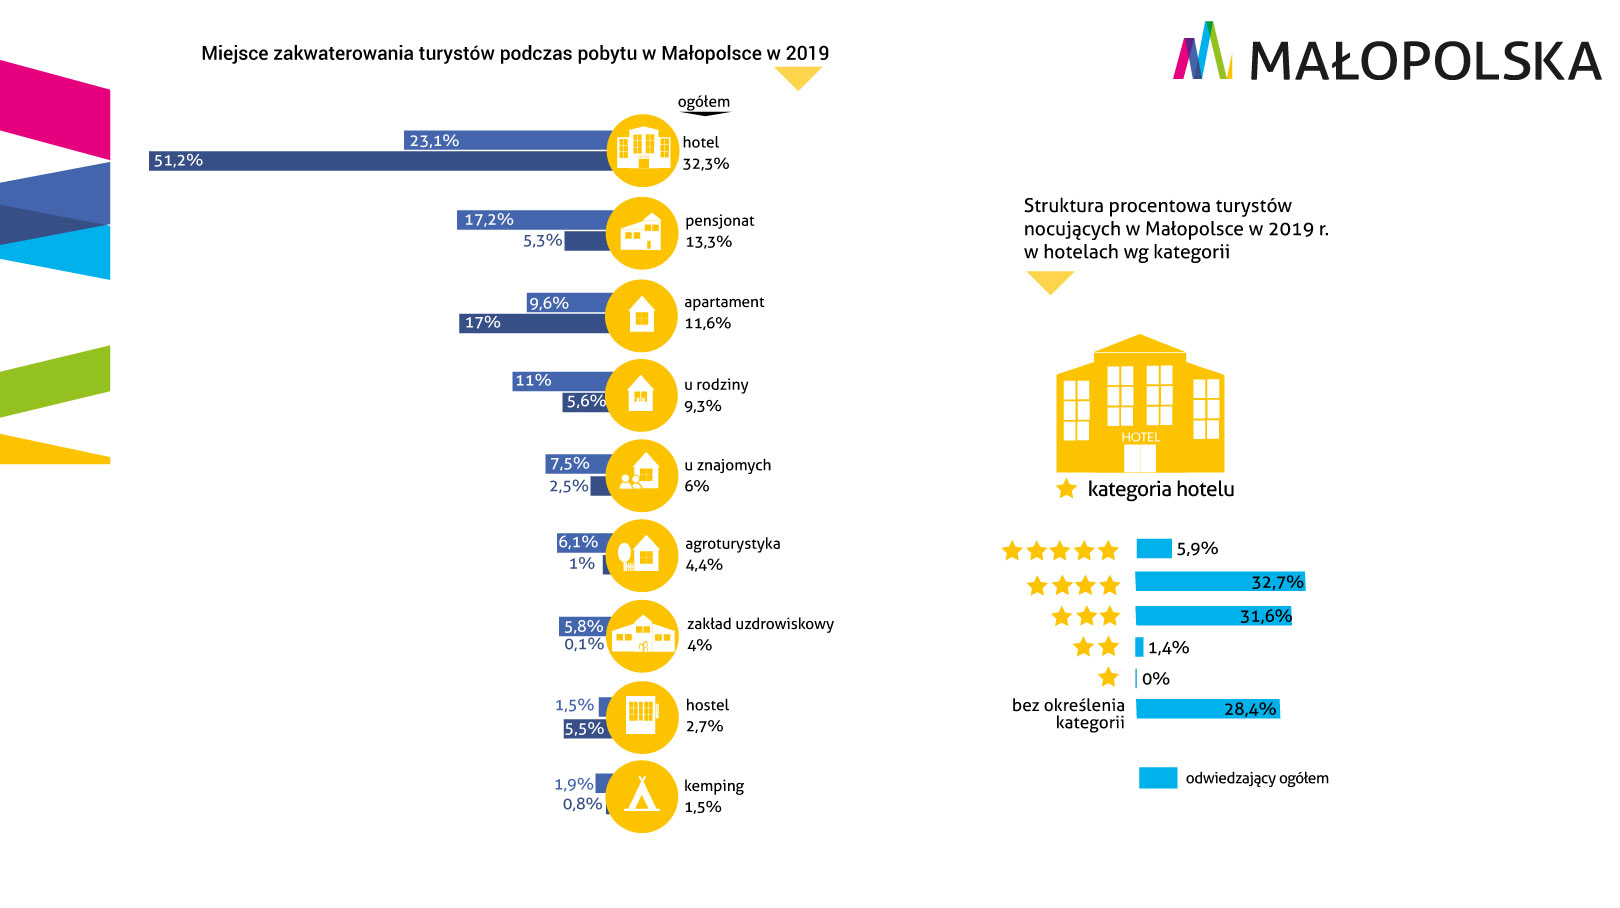 Miejsce zakwaterowania turystów podczas pobytu w Małopolsce w 2019
MAŁOPOLSKA
ogółem
23,1%
51,2%
hotel
32,3%
17,2%
5,3%
pensjonat
13,3%
9,6%
17%
apartament
11,6%
11%
5,6%
u rodziny
9,3%
7,5%
2,5%
u znajomych
6%
6,1%
1%
agroturystyka
4,4%
5,8%
0,1%
zakład uzdrowiskowy
4%
1,5%
5,5%
hostel
2,7%
1,9%
0,8%
kemping
1,5%
Struktura procentowa turystów
nocujących w Małopolsce w 2019 r.
w hotelach wg kategorii
HOTEL
kategoria hotelu
5,9%
32,7%
31,6%
1,4%
0%
bez określenia
kategorii
28,4%
odwiedzający ogółem